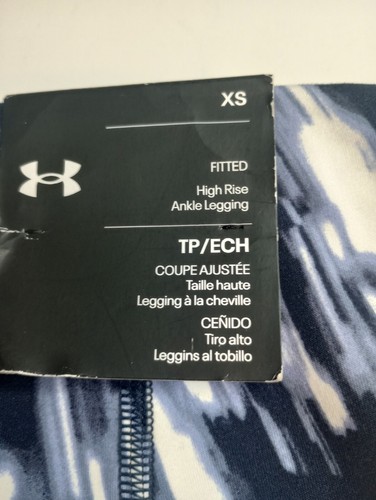 XS
FITTED
High Rise
Ankle Legging
TP/ECH
COUPE AJUSTÉE
Taille haute
Legging à la cheville
CEÑIDO
Tiro alto
Leggins al tobillo